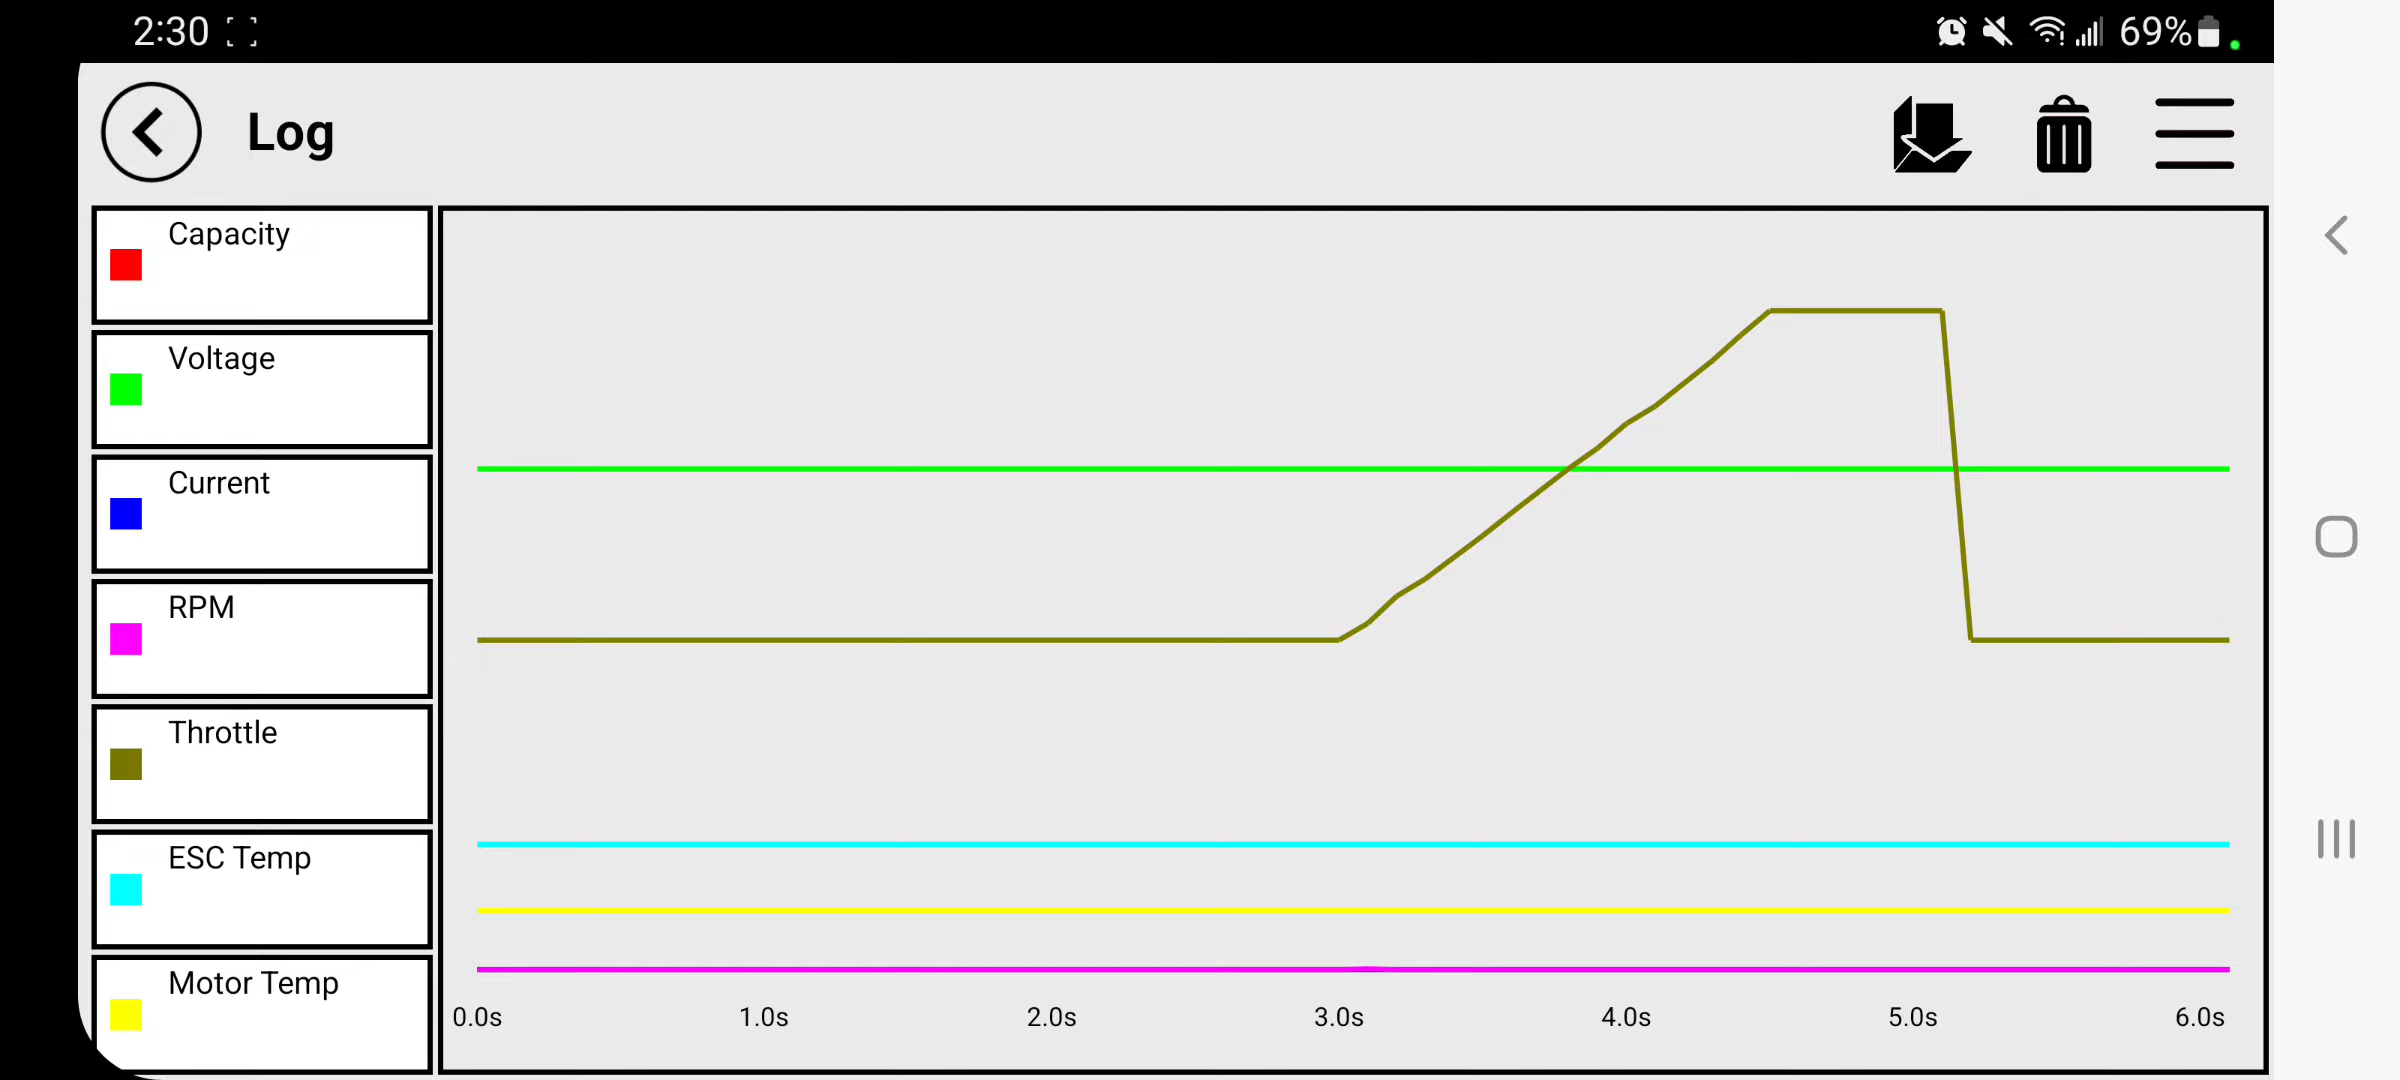 2:30
69%
Log
Capacity
Voltage
Current
RPM
Throttle
ESC Temp
Motor Temp
0.0s 1.0s 2.0s 3.0s 4.0s 5.0s 6.0s